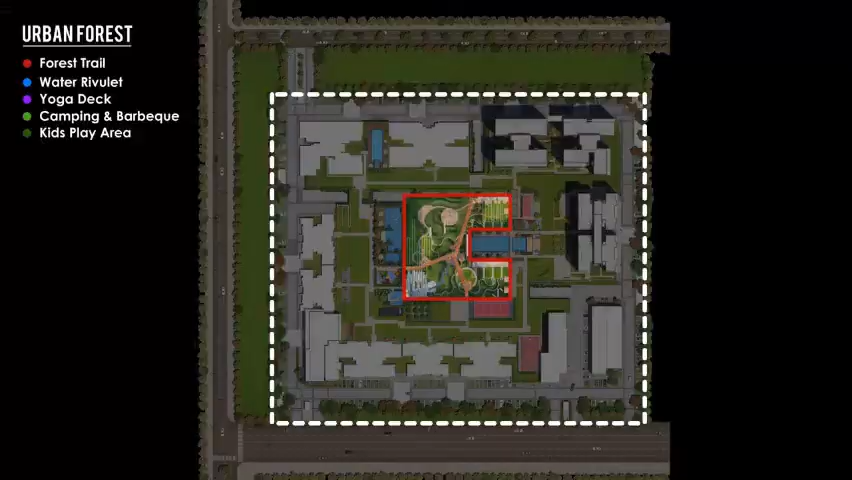 URBAN FOREST
Forest Trail
Water Rivulet
Yoga Deck
Camping & Barbeque
Kids Play Area